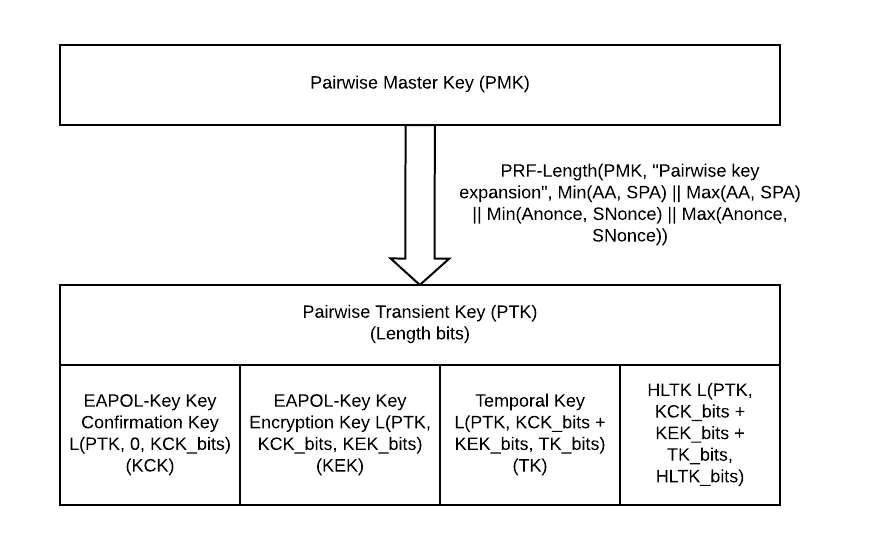 Pairwise Master Key (PMK)
PRF-Length(PMK, "Pairwise key
expansion", Min(AA, SPA) || Max(AA, SPA)
|| Min(Anonce, SNonce) || Max(Anonce,
SNonce))
Pairwise Transient Key (PTK)
(Length bits)
EAPOL-Key Key
Confirmation Key
L(PTK, 0, KCK_bits)
(KCK)
EAPOL-Key Key
Encryption Key L(PTK,
KCK_bits, KEK_bits)
(KEK)
Temporal Key
L(PTK, KCK_bits +
KEK_bits, TK_bits)
(TK)
HLTK L(PTK,
KCK_bits +
KEK_bits +
TK_bits,
HLTK_bits)